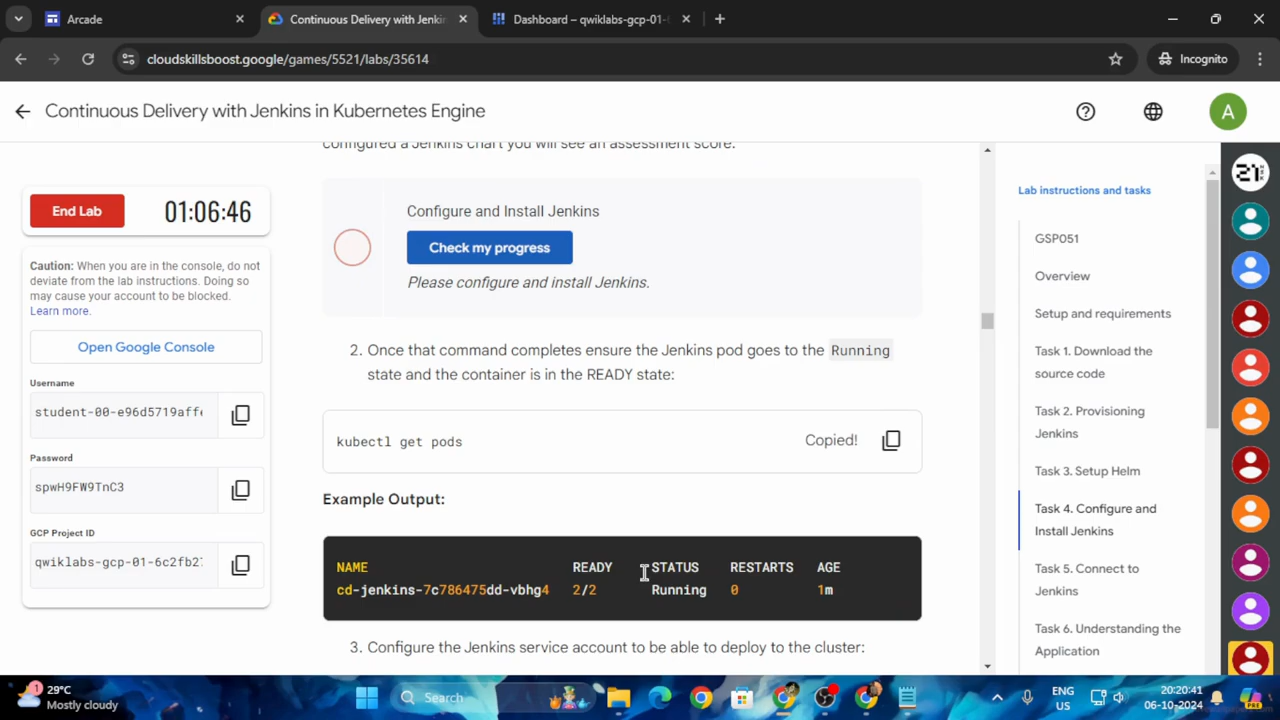 Arcade
Continuous Delivery with Jenkin
Dashboard – qwiklabs-gcp-01-
cloudskillsboost.google/games/5521/labs/35614
Incognito
Continuous Delivery with Jenkins in Kubernetes Engine
A
configured a Jenkins chart you will see an assessment score.
End Lab
01:06:46
Caution: When you are in the console, do not
deviate from the lab instructions. Doing so
may cause your account to be blocked.
Learn more.
Open Google Console
Username
student-00-e96d5719affe
Password
spwH9FW9TnC3
GCP Project ID
qwiklabs-gcp-01-6c2fb27
Configure and Install Jenkins
Check my progress
Please configure and install Jenkins.
2. Once that command completes ensure the Jenkins pod goes to the Running
state and the container is in the READY state:
kubectl get pods
Copied!
Example Output:
NAME READY STATUS RESTARTS AGE
cd-jenkins-7c786475dd-vbhg4 2/2 Running 0 1m
3. Configure the Jenkins service account to be able to deploy to the cluster:
Lab instructions and tasks
GSP051
Overview
Setup and requirements
Task 1. Download the
source code
Task 2. Provisioning
Jenkins
Task 3. Setup Helm
Task 4. Configure and
Install Jenkins
Task 5. Connect to
Jenkins
Task 6. Understanding the
Application
1
29°C
Mostly cloudy
Search
ENG
US
20:20:41
06-10-2024
PRE